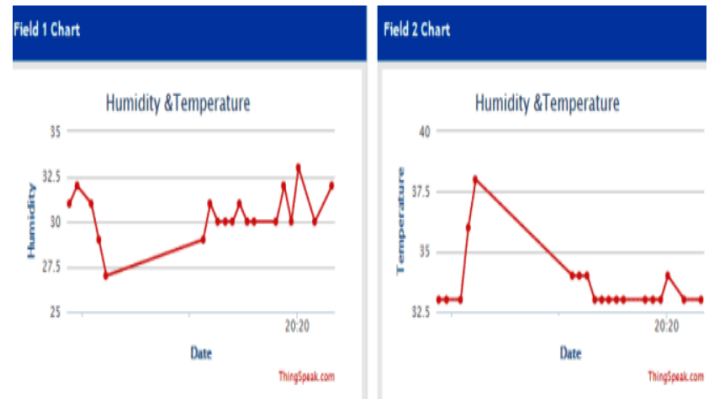 Field 1 Chart
Humidity &Temperature
35
32.5
30
27.5
25
Humidity
20:20
Date
ThingSpeak.com
Field 2 Chart
Humidity &Temperature
40
37.5
35
32.5
Temperature
20:20
Date
ThingSpeak.com